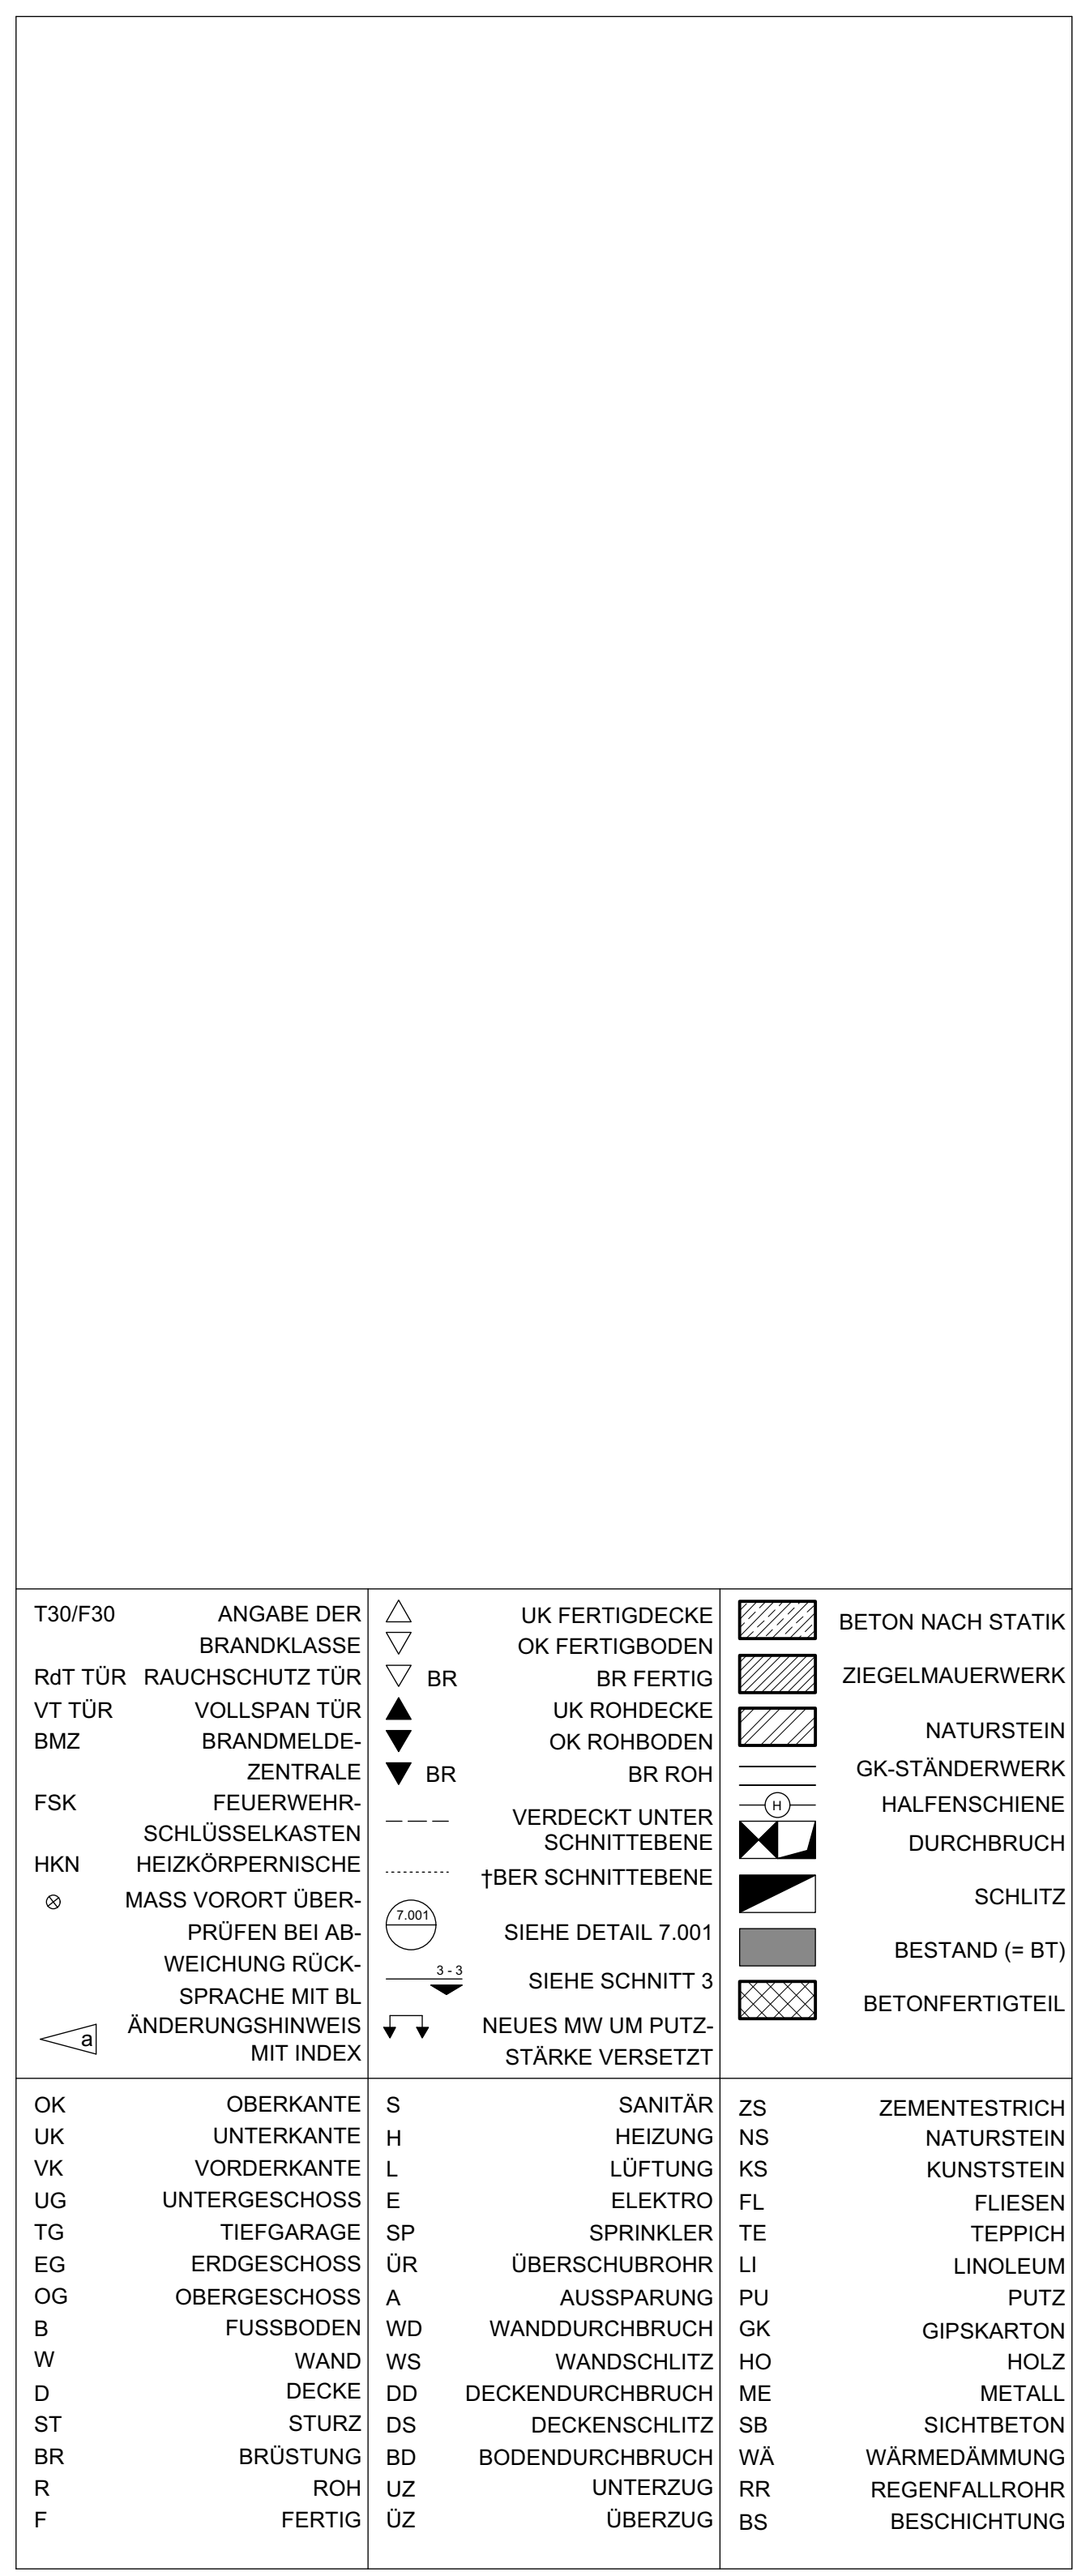 T30/F30 ANGABE DER
BRANDKLASSE
RdT TÜR RAUCHSCHUTZ TÜR
VT TÜR VOLLSPAN TÜR
BMZ BRANDMELDE-
ZENTRALE
FSK FEUERWEHR-
SCHLÜSSELKASTEN
HKN HEIZKÖRPERNISCHE
MASS VORORT ÜBER-
PRÜFEN BEI AB-
WEICHUNG RÜCK-
SPRACHE MIT BL
a ÄNDERUNGSHINWEIS
MIT INDEX
UK FERTIGDECKE
OK FERTIGBODEN
BR BR FERTIG
UK ROHDECKE
OK ROHBODEN
BR BR ROH
VERDECKT UNTER
SCHNITTEBENE
†BER SCHNITTEBENE
7.001 SIEHE DETAIL 7.001
3 - 3 SIEHE SCHNITT 3
NEUES MW UM PUTZ-
STÄRKE VERSETZT
BETON NACH STATIK
ZIEGELMAUERWERK
NATURSTEIN
GK-STÄNDERWERK
H HALFENSCHIENE
DURCHBRUCH
SCHLITZ
BESTAND (= BT)
BETONFERTIGTEIL
OK OBERKANTE
UK UNTERKANTE
VK VORDERKANTE
UG UNTERGESCHOSS
TG TIEFGARAGE
EG ERDGESCHOSS
OG OBERGESCHOSS
B FUSSBODEN
W WAND
D DECKE
ST STURZ
BR BRÜSTUNG
R ROH
F FERTIG
S SANITÄR
H HEIZUNG
L LÜFTUNG
E ELEKTRO
SP SPRINKLER
ÜR ÜBERSCHUBROHR
A AUSSPARUNG
WD WANDDURCHBRUCH
WS WANDSCHLITZ
DD DECKENDURCHBRUCH
DS DECKENSCHLITZ
BD BODENDURCHBRUCH
UZ UNTERZUG
ÜZ ÜBERZUG
ZS ZEMENTESTRICH
NS NATURSTEIN
KS KUNSTSTEIN
FL FLIESEN
TE TEPPICH
LI LINOLEUM
PU PUTZ
GK GIPSKARTON
HO HOLZ
ME METALL
SB SICHTBETON
WÄ WÄRMEDÄMMUNG
RR REGENFALLROHR
BS BESCHICHTUNG